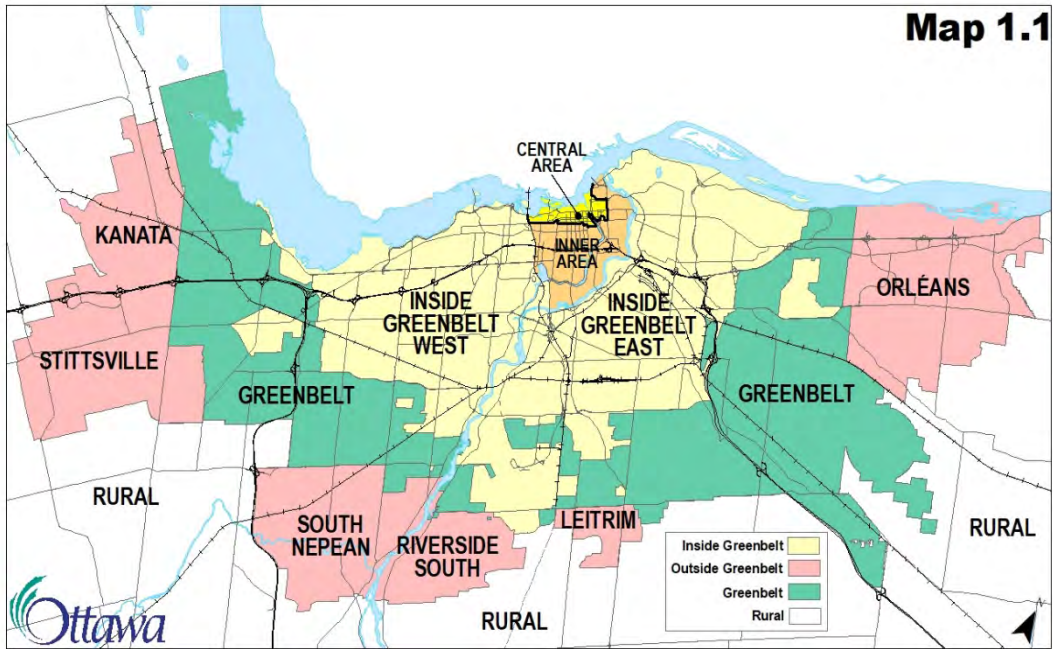 Map 1.1
CENTRAL
AREA
KANATA
INNER
AREA
ORLÉANS
INSIDE
GREENBELT
WEST
INSIDE
GREENBELT
EAST
STITTSVILLE
GREENBELT
GREENBELT
RURAL
SOUTH
NEPEAN
RIVERSIDE
SOUTH
LEITRIM
RURAL
Inside Greenbelt
Outside Greenbelt
Greenbelt
Rural
RURAL
Ottawa